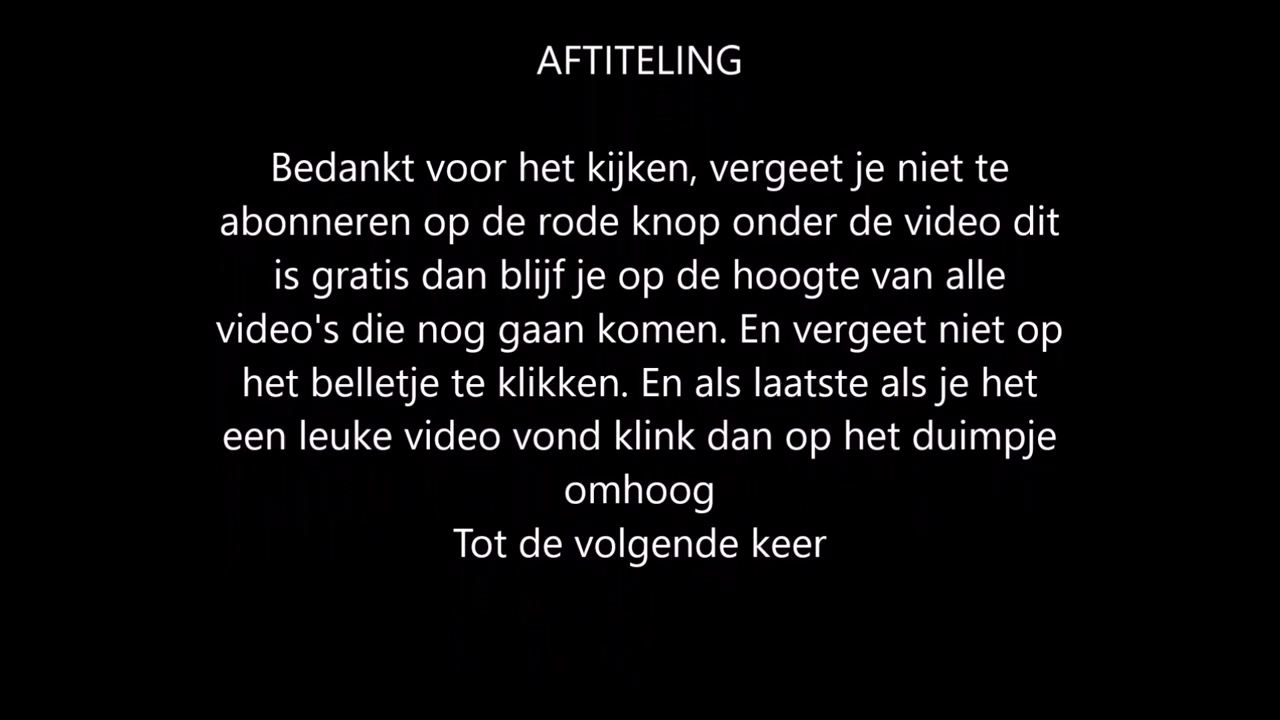 AFTITELING
Bedankt voor het kijken, vergeet je niet te
abonneren op de rode knop onder de video dit
is gratis dan blijf je op de hoogte van alle
video's die nog gaan komen. En vergeet niet op
het belletje te klikken. En als laatste als je het
een leuke video vond klink dan op het duimpje
omhoog
Tot de volgende keer